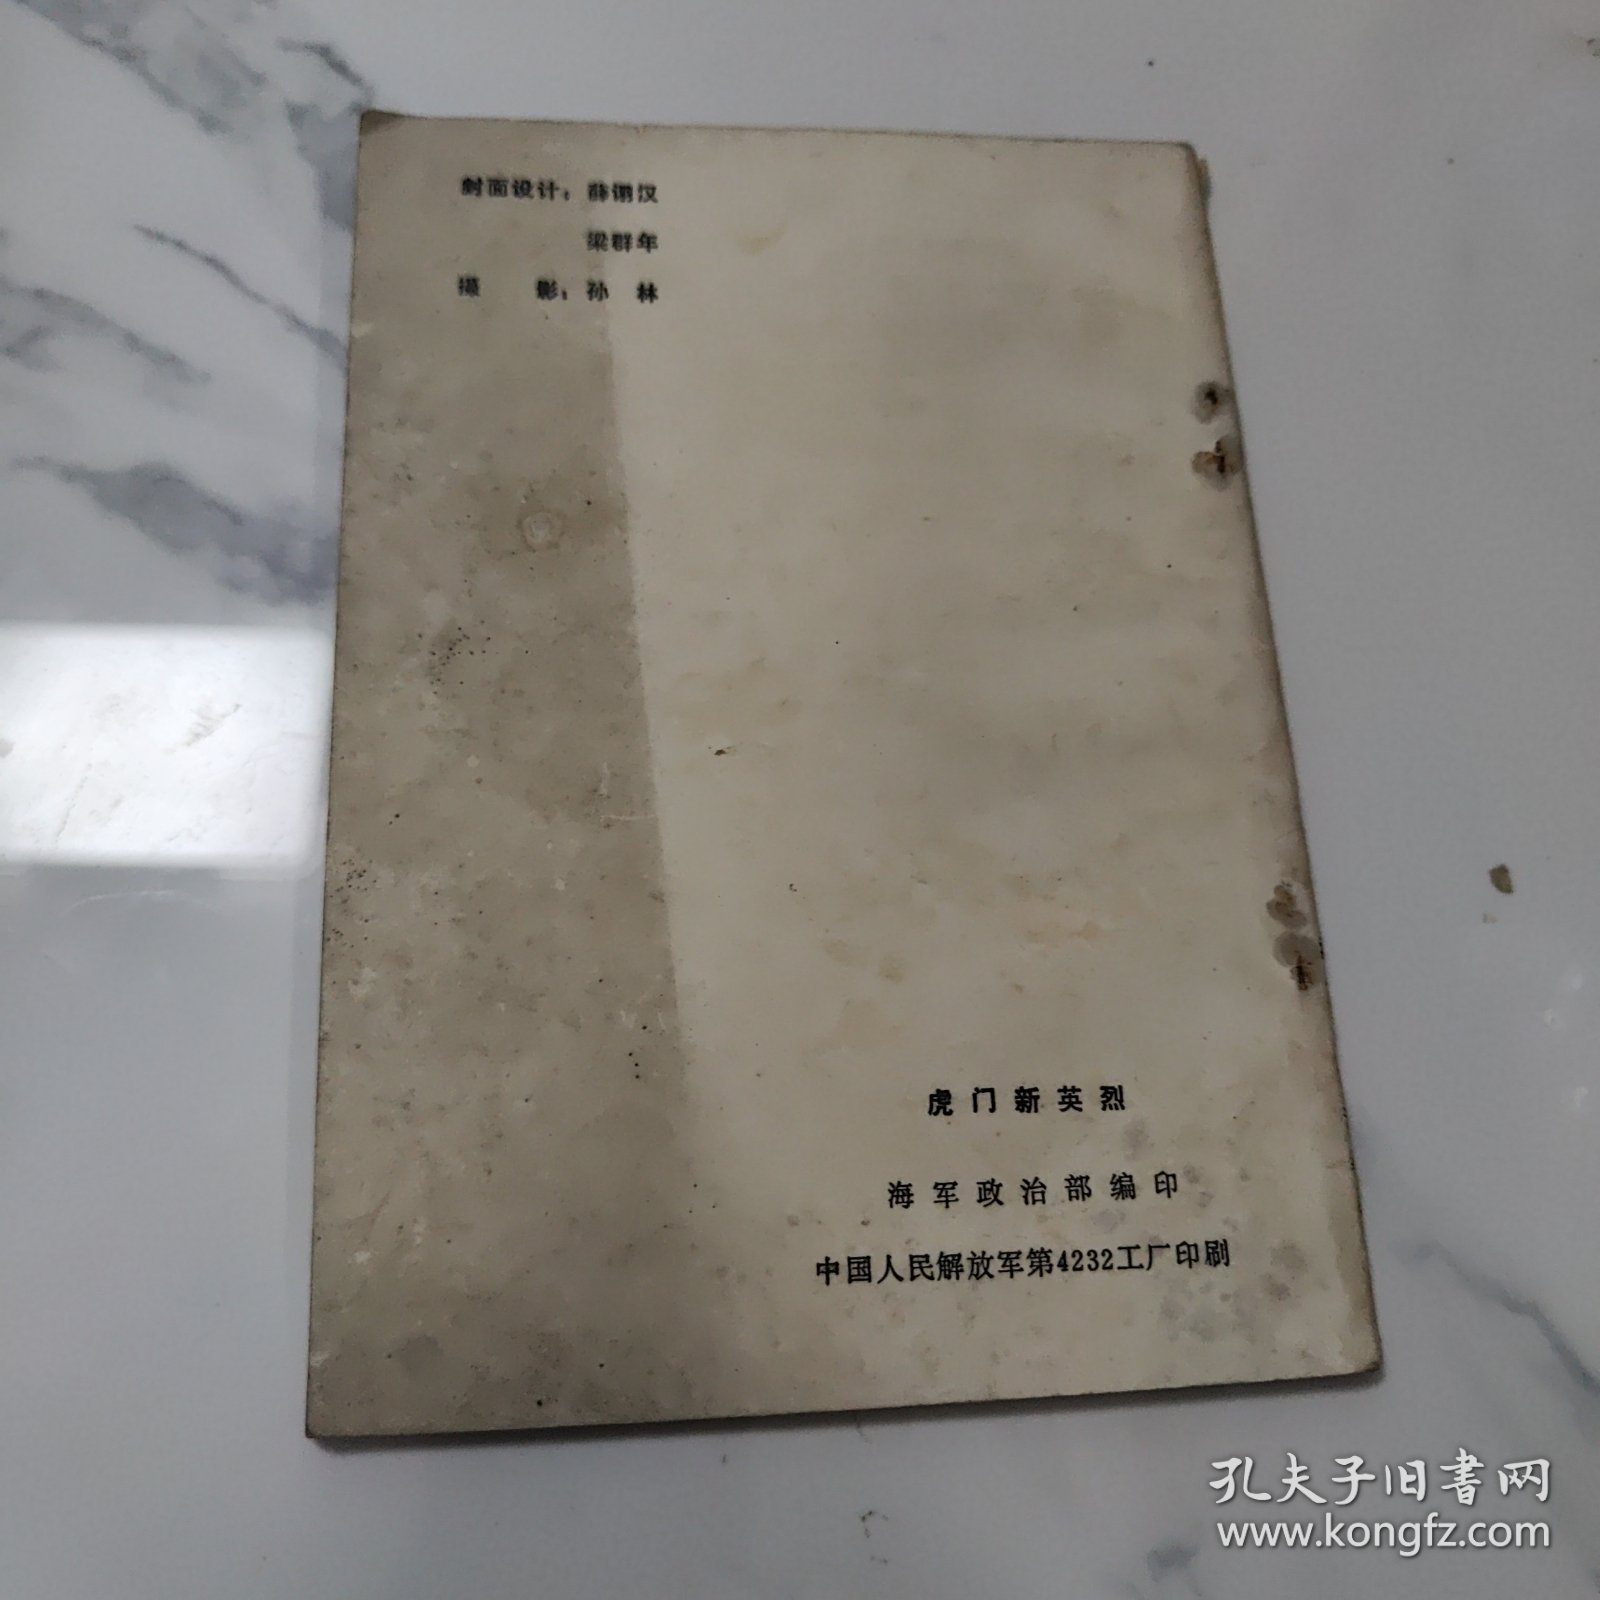 封面设计：薛翊汉
梁群年
摄　　影：孙　林
虎门新英烈
海军政治部编印
中国人民解放军第4232工厂印刷
孔夫子旧书网
www.kongfz.com